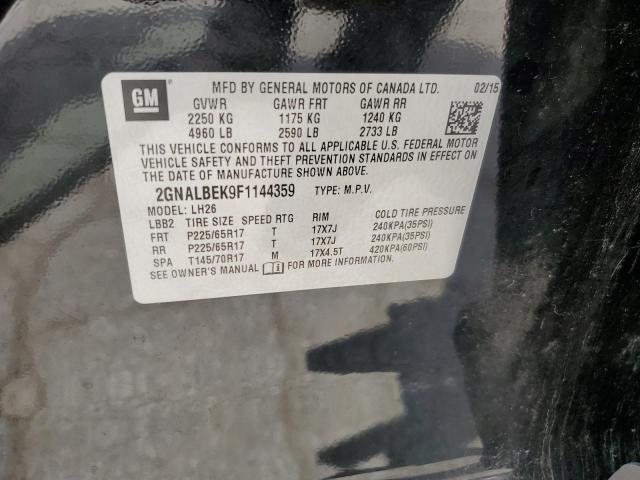 GM
MFD BY GENERAL MOTORS OF CANADA LTD. 02/15
GVWR GAWR FRT GAWR RR
2250 KG 1175 KG 1240 KG
4960 LB 2590 LB 2733 LB
THIS VEHICLE CONFORMS TO ALL APPLICABLE U.S. FEDERAL MOTOR
VEHICLE SAFETY AND THEFT PREVENTION STANDARDS IN EFFECT ON
THE DATE OF MANUFACTURE SHOWN ABOVE.
2GNALBEK9F1144359 TYPE: M.P.V.
MODEL: LH26
LBB2 TIRE SIZE SPEED RTG RIM COLD TIRE PRESSURE
FRT P225/65R17 T 17X7J 240KPA(35PSI)
RR P225/65R17 T 17X7J 240KPA(35PSI)
SPA T145/70R17 M 17X4.5T 420KPA(60PSI)
SEE OWNER'S MANUAL i FOR MORE INFORMATION.